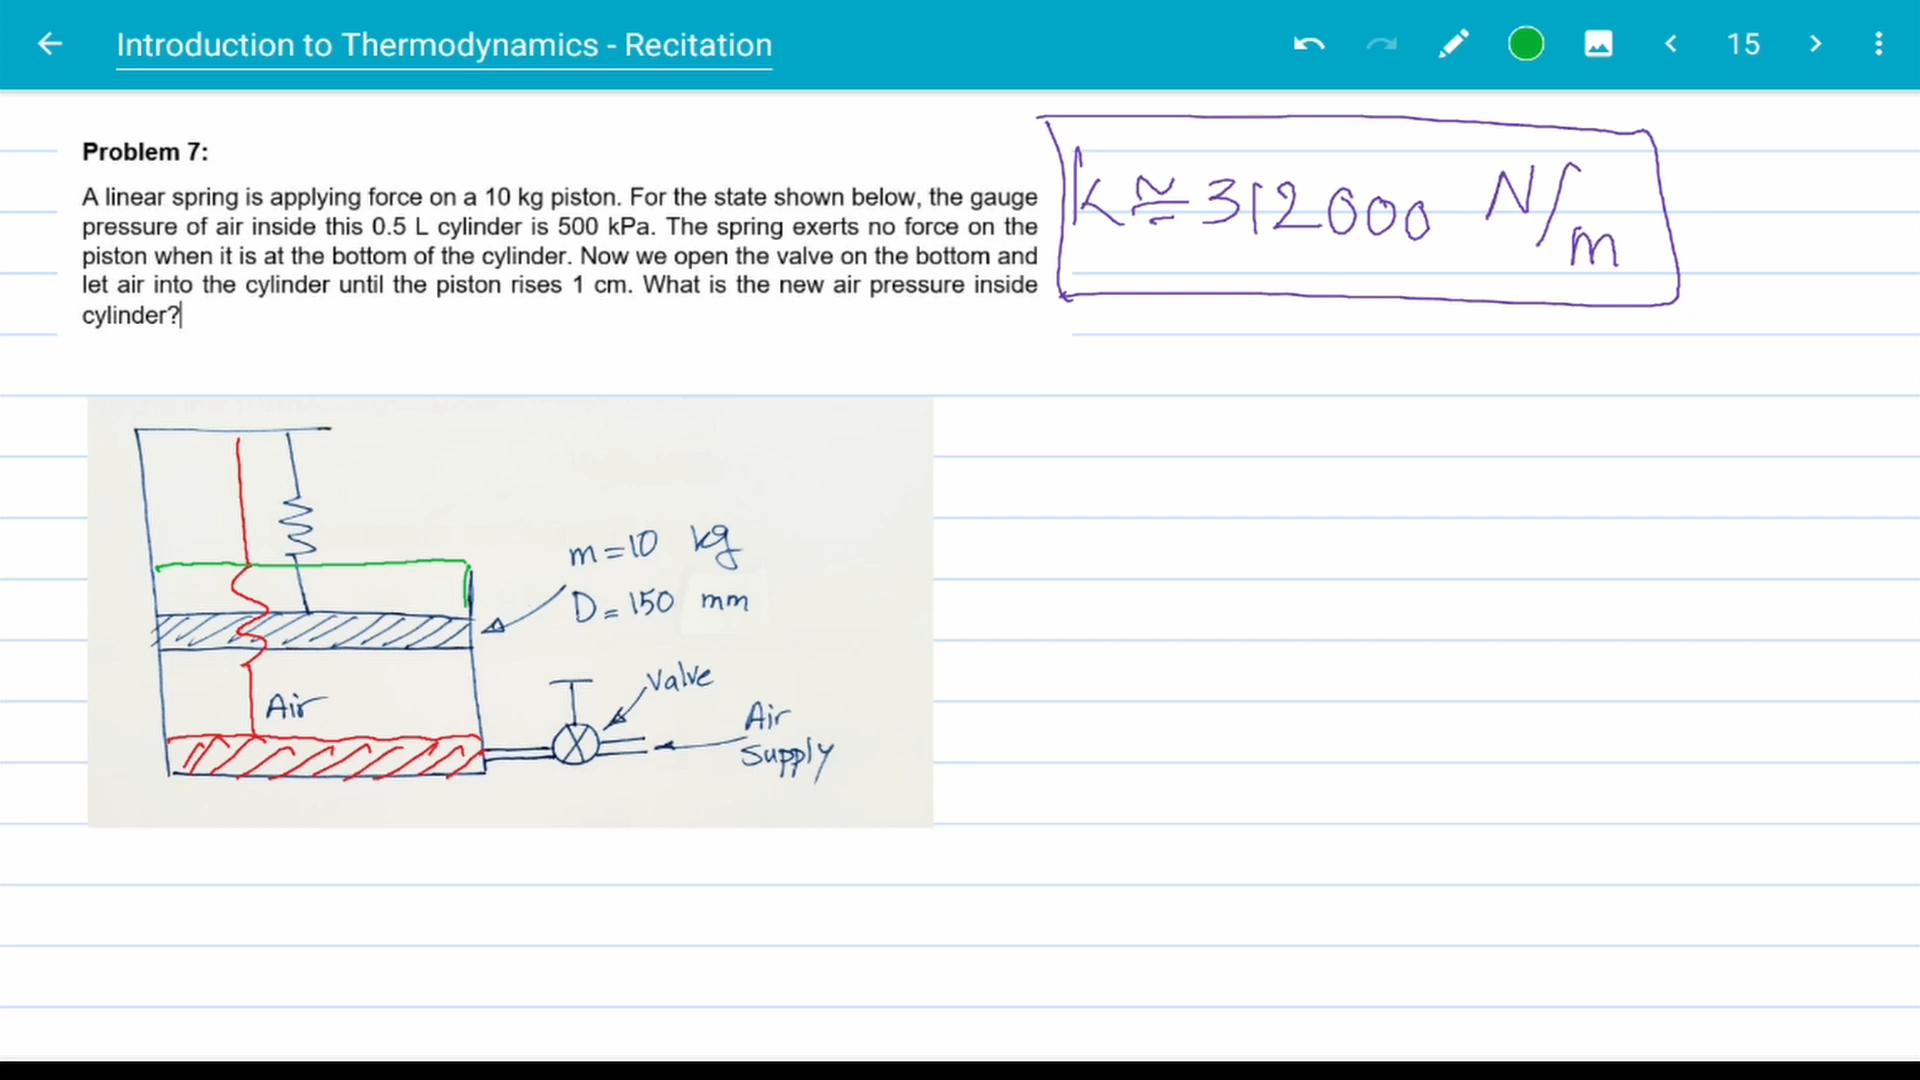 Introduction to Thermodynamics - Recitation
15
Problem 7:
A linear spring is applying force on a 10 kg piston. For the state shown below, the gauge
pressure of air inside this 0.5 L cylinder is 500 kPa. The spring exerts no force on the
piston when it is at the bottom of the cylinder. Now we open the valve on the bottom and
let air into the cylinder until the piston rises 1 cm. What is the new air pressure inside
cylinder?
k ≅ 312000 N/m
m = 10 kg
D = 150 mm
Valve
Air
Air
supply